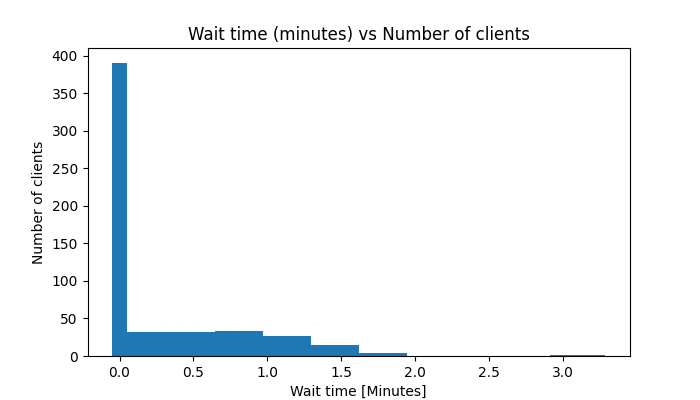 Wait time (minutes) vs Number of clients
400
350
300
250
200
150
100
50
0
Number of clients
0.0 0.5 1.0 1.5 2.0 2.5 3.0
Wait time [Minutes]